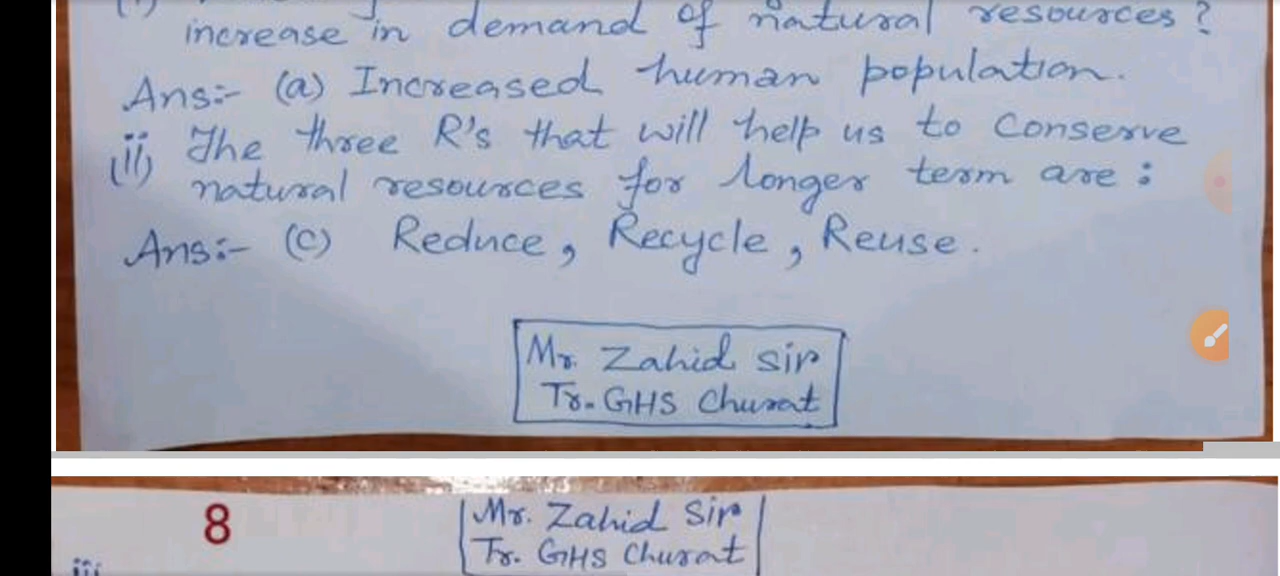 increase in demand of natural resources?
Ans:- (a) Increased human population.
(ii) The three R's that will help us to Conserve
natural resources for longer term are:
Ans:- (c) Reduce, Recycle, Reuse.
Mr. Zahid sir
Tr. GHS Churat
8
Mr. Zahid Sir
Tr. GHS Churat
iii